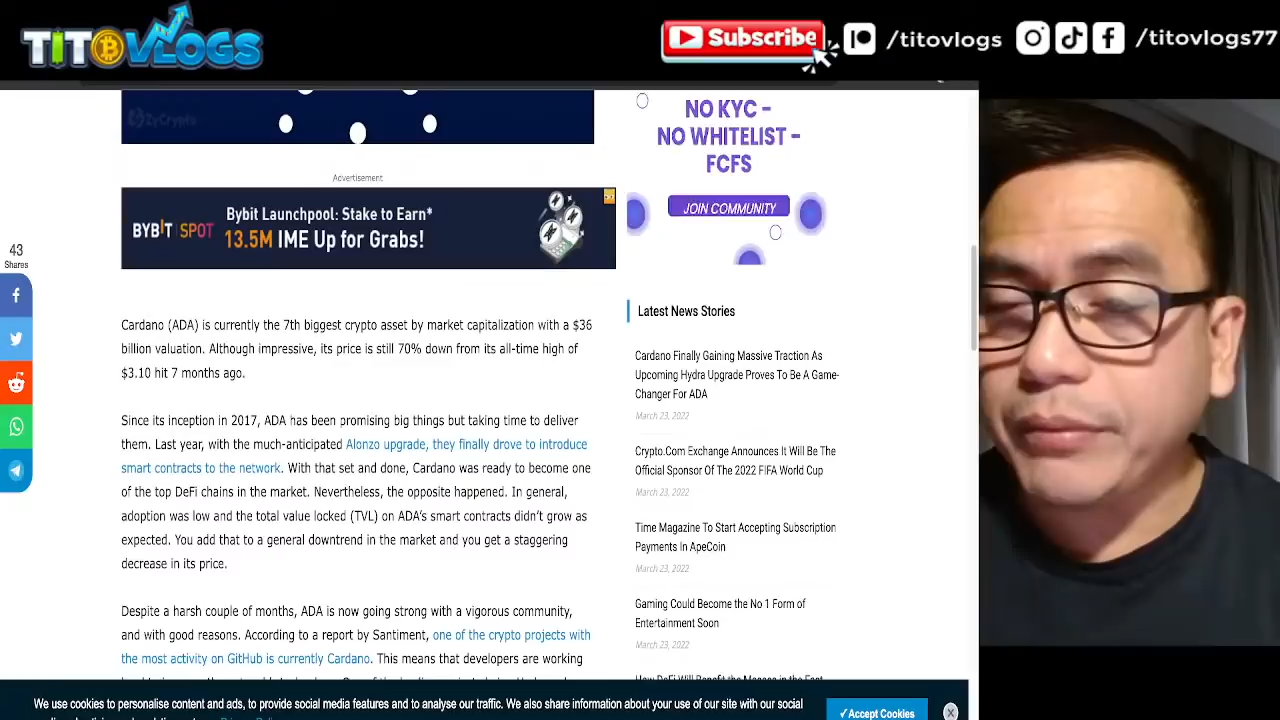 TITOVLOGS
Subscribe
/titovlogs
/titovlogs77
ZyCrypto
Advertisement
BYBIT SPOT
Bybit Launchpool: Stake to Earn*
13.5M IME Up for Grabs!
43
Shares
Cardano (ADA) is currently the 7th biggest crypto asset by market capitalization with a $36
billion valuation. Although impressive, its price is still 70% down from its all-time high of
$3.10 hit 7 months ago.
Since its inception in 2017, ADA has been promising big things but taking time to deliver
them. Last year, with the much-anticipated Alonzo upgrade, they finally drove to introduce
smart contracts to the network. With that set and done, Cardano was ready to become one
of the top DeFi chains in the market. Nevertheless, the opposite happened. In general,
adoption was low and the total value locked (TVL) on ADA's smart contracts didn't grow as
expected. You add that to a general downtrend in the market and you get a staggering
decrease in its price.
Despite a harsh couple of months, ADA is now going strong with a vigorous community,
and with good reasons. According to a report by Santiment, one of the crypto projects with
the most activity on GitHub is currently Cardano. This means that developers are working
NO KYC -
NO WHITELIST -
FCFS
JOIN COMMUNITY
Latest News Stories
Cardano Finally Gaining Massive Traction As
Upcoming Hydra Upgrade Proves To Be A Game-
Changer For ADA
March 23, 2022
Crypto.Com Exchange Announces It Will Be The
Official Sponsor Of The 2022 FIFA World Cup
March 23, 2022
Time Magazine To Start Accepting Subscription
Payments In ApeCoin
March 23, 2022
Gaming Could Become the No 1 Form of
Entertainment Soon
March 23, 2022
We use cookies to personalise content and ads, to provide social media features and to analyse our traffic. We also share information about your use of our site with our social
✓Accept Cookies